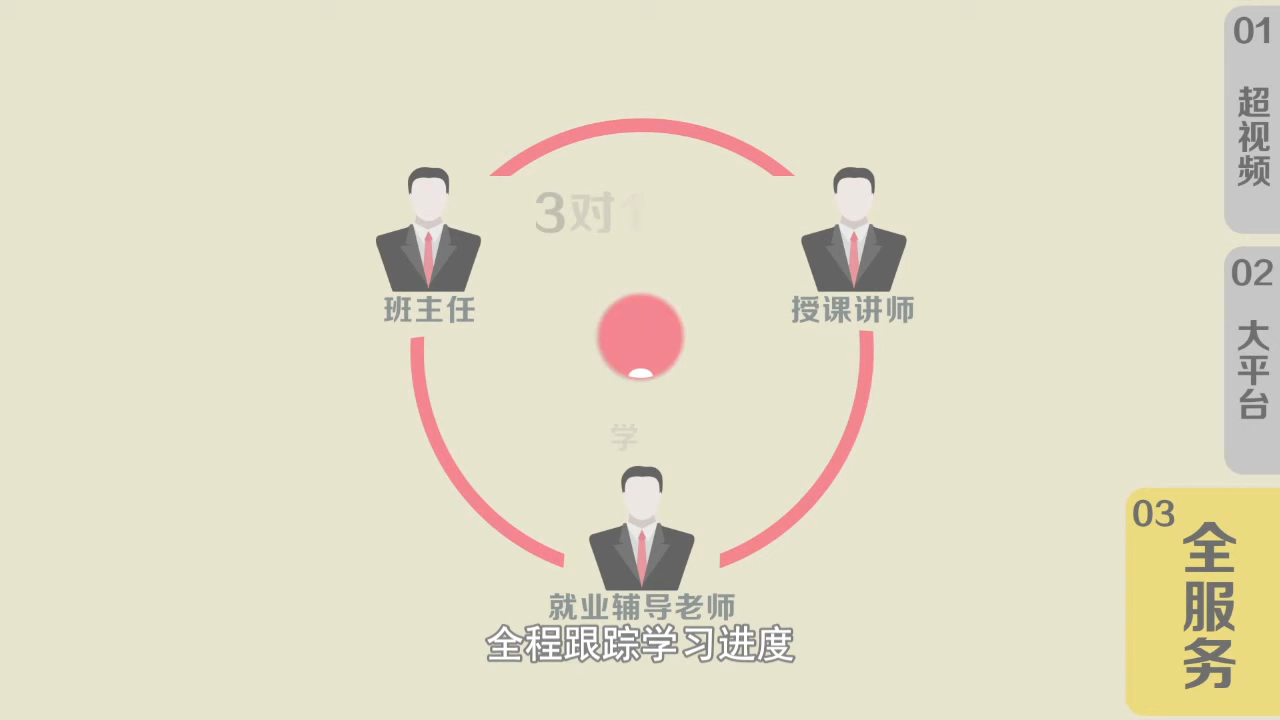 3对1
班主任
授课讲师
学
就业辅导老师
全程跟踪学习进度
01
超视频
02
大平台
03
全服务